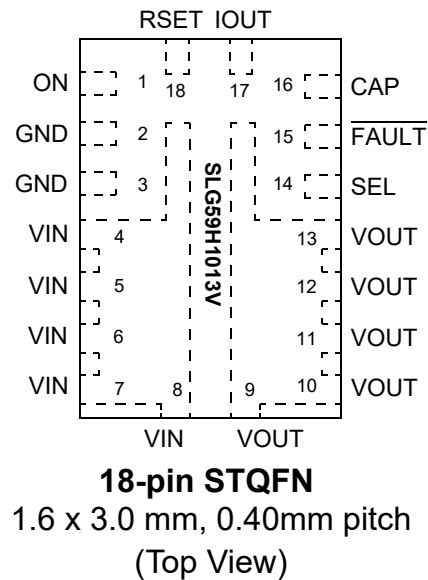 RSET IOUT
ON 1 18 17 16 CAP
GND 2 15 FAULT
GND 3 14 SEL
SLG59H1013V
VIN 4 13 VOUT
VIN 5 12 VOUT
VIN 6 11 VOUT
VIN 7 8 9 10 VOUT
VIN VOUT
18-pin STQFN
1.6 x 3.0 mm, 0.40mm pitch
(Top View)